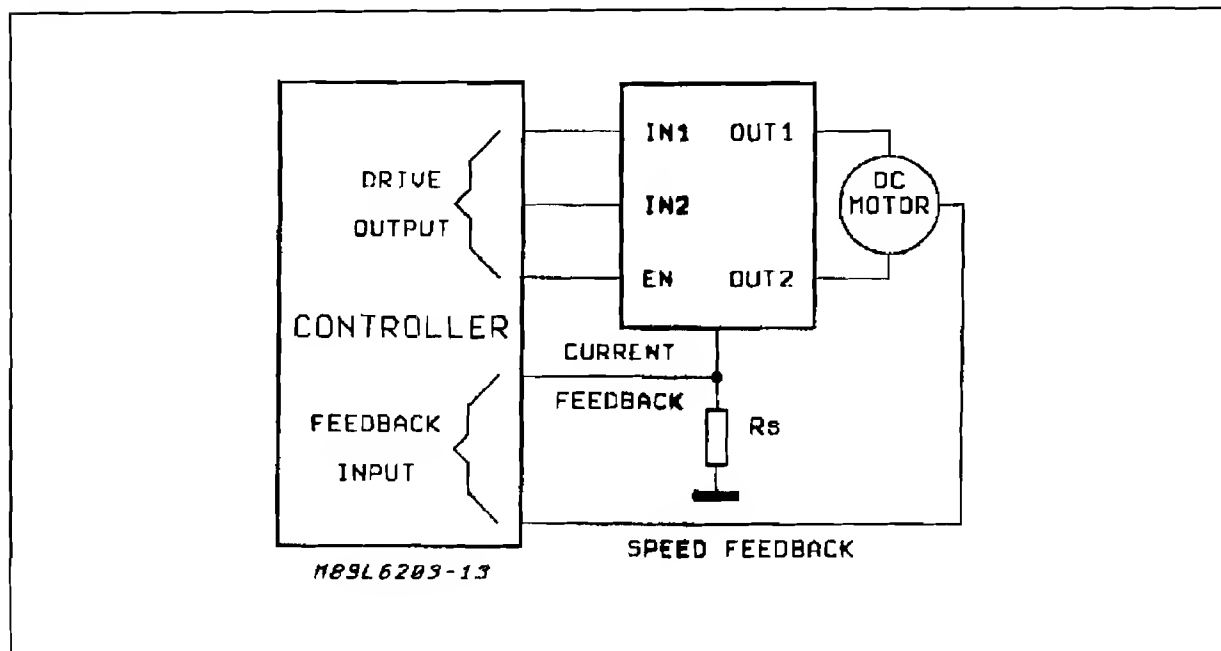 IN1 OUT1
DRIVE
OUTPUT
IN2
DC
MOTOR
EN OUT2
CONTROLLER
CURRENT
FEEDBACK
FEEDBACK
INPUT
Rs
SPEED FEEDBACK
M89L6203-13